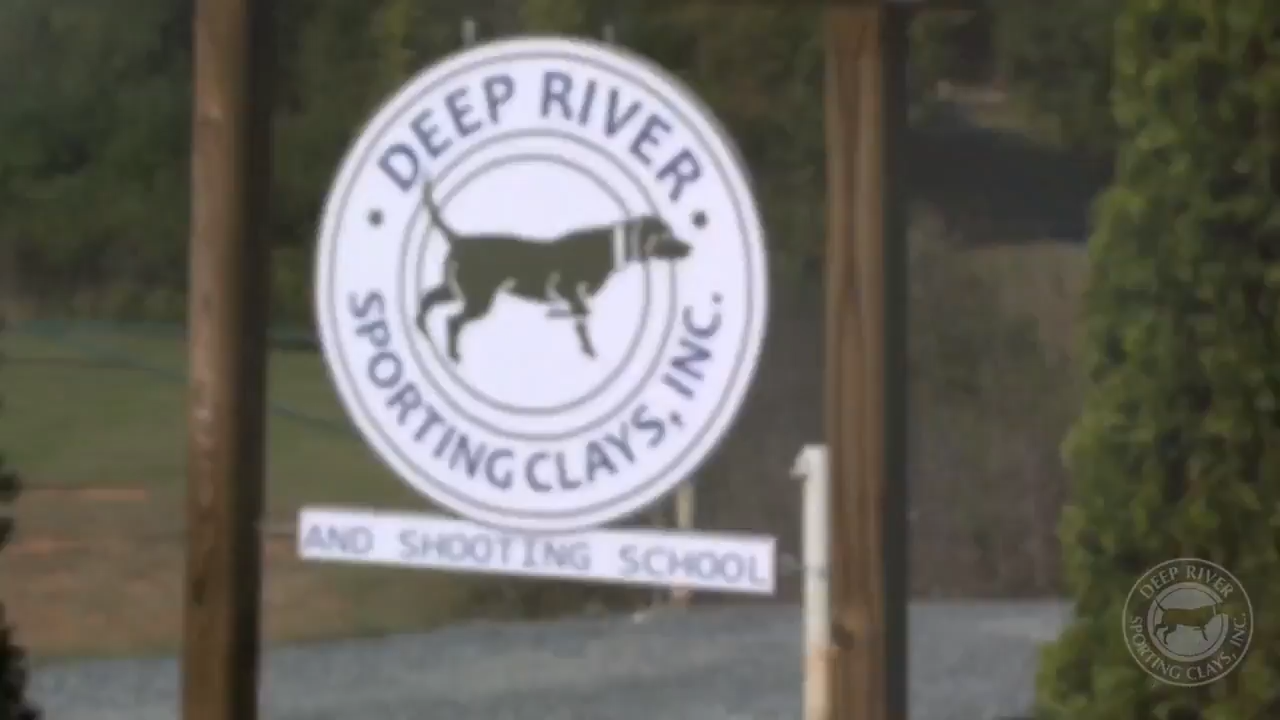 DEEP RIVER
SPORTING CLAYS, INC.
AND SHOOTING SCHOOL
DEEP RIVER
SPORTING CLAYS, INC.